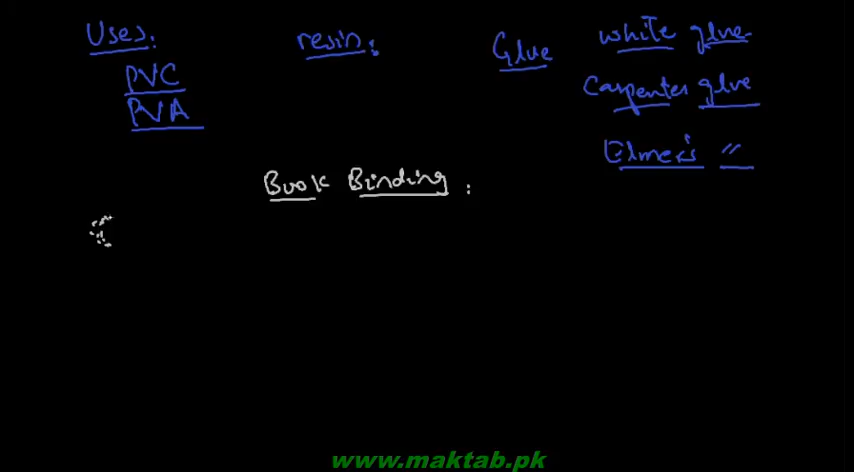 Uses: resin: Glue white glue
PVC Carpenter glue
PVA Elmer's "
Book Binding :
www.maktab.pk